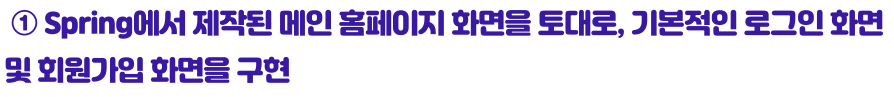 ① Spring에서 제작된 메인 홈페이지 화면을 토대로, 기본적인 로그인 화면
및 회원가입 화면을 구현